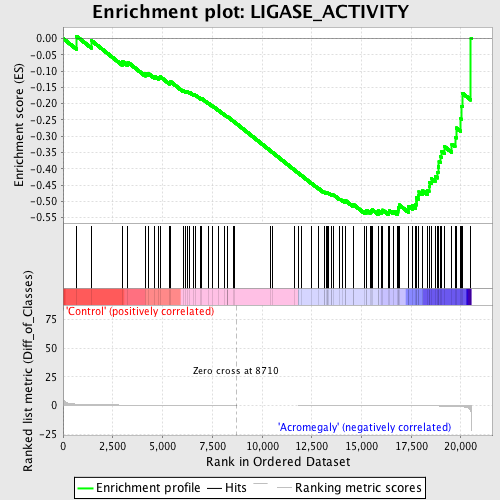 Enrichment plot: LIGASE_ACTIVITY
Enrichment score (ES)
0.00
-0.05
-0.10
-0.15
-0.20
-0.25
-0.30
-0.35
-0.40
-0.45
-0.50
-0.55
'Control' (positively correlated)
Ranked list metric (Diff_of_Classes)
75
50
25
0
-25
Zero cross at 8710
'Acromegaly' (negatively correlated)
0
2,500
5,000
7,500
10,000
12,500
15,000
17,500
20,000
Rank in Ordered Dataset
Enrichment profile
Hits
Ranking metric scores